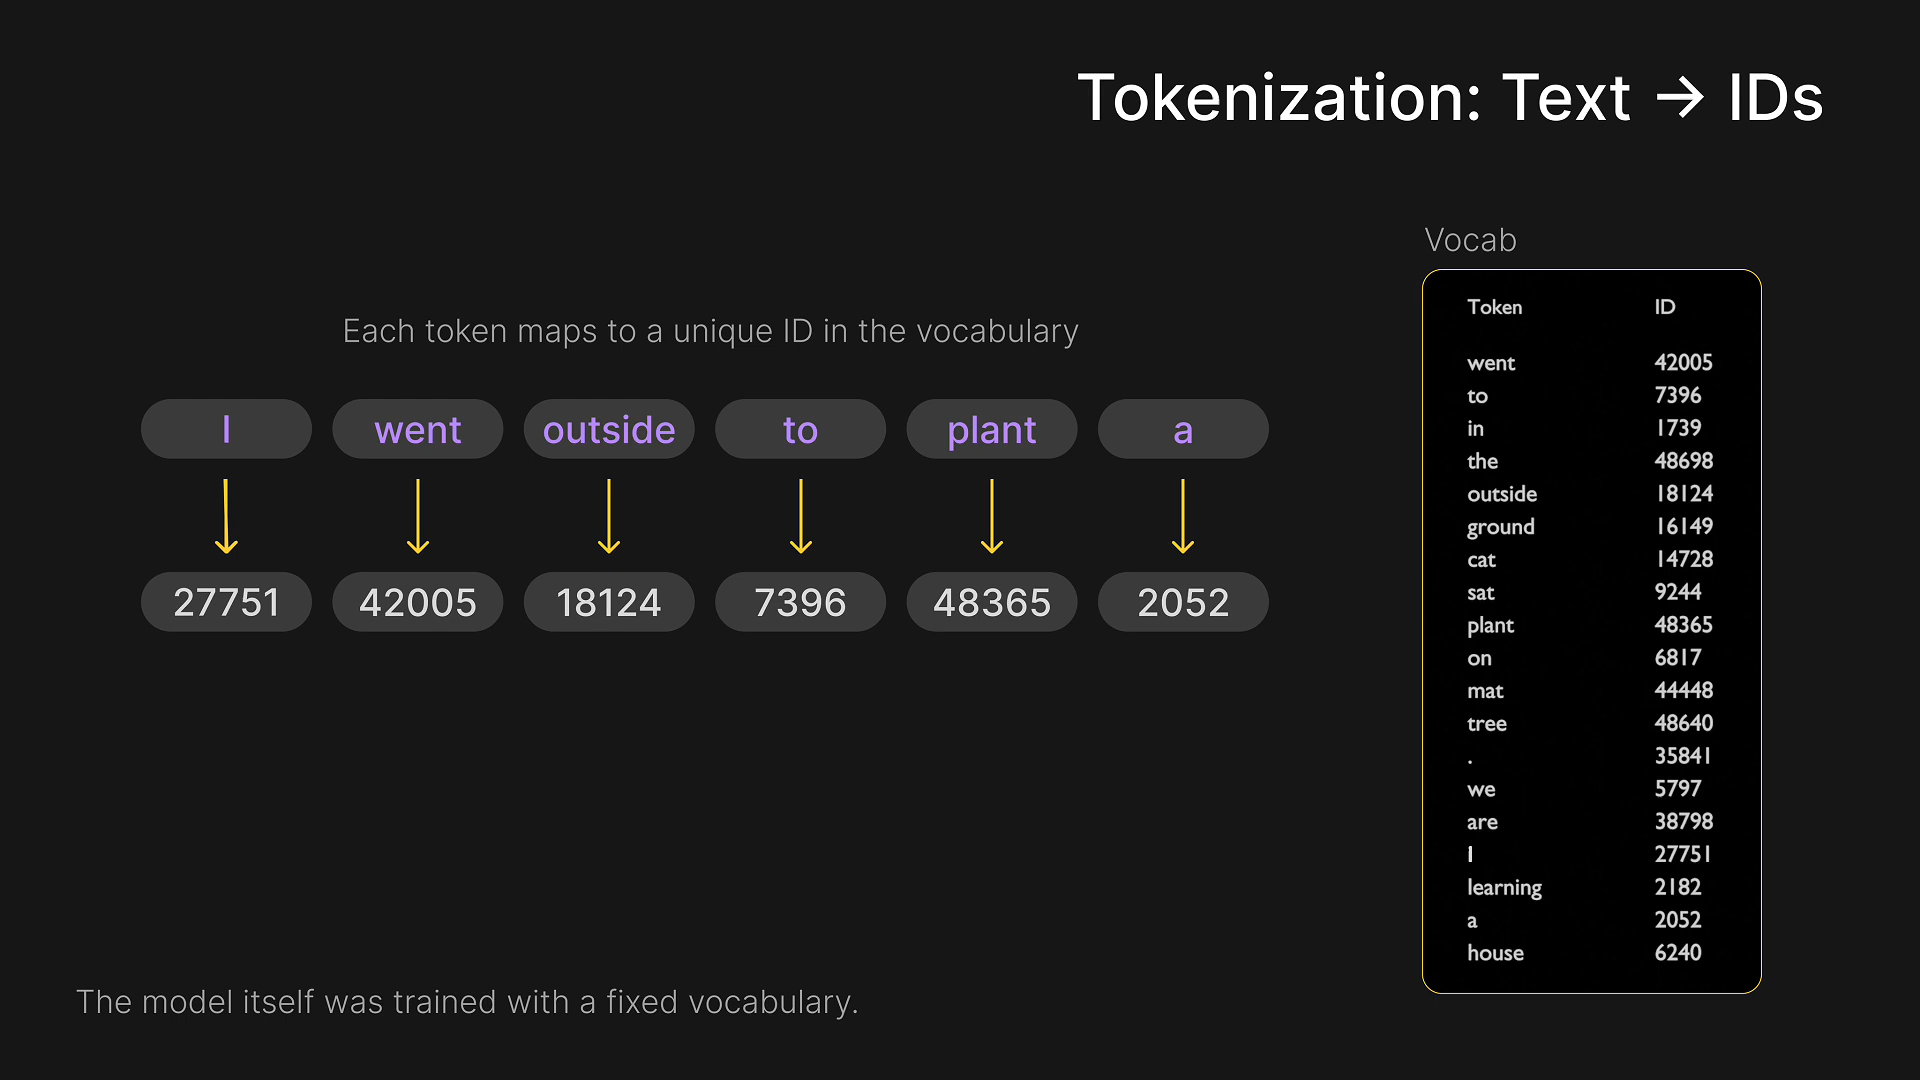 Tokenization: Text → IDs
Each token maps to a unique ID in the vocabulary
I went outside to plant a
27751 42005 18124 7396 48365 2052
The model itself was trained with a fixed vocabulary.
Vocab
Token ID
went 42005
to 7396
in 1739
the 48698
outside 18124
ground 16149
cat 14728
sat 9244
plant 48365
on 6817
mat 44448
tree 48640
. 35841
we 5797
are 38798
I 27751
learning 2182
a 2052
house 6240